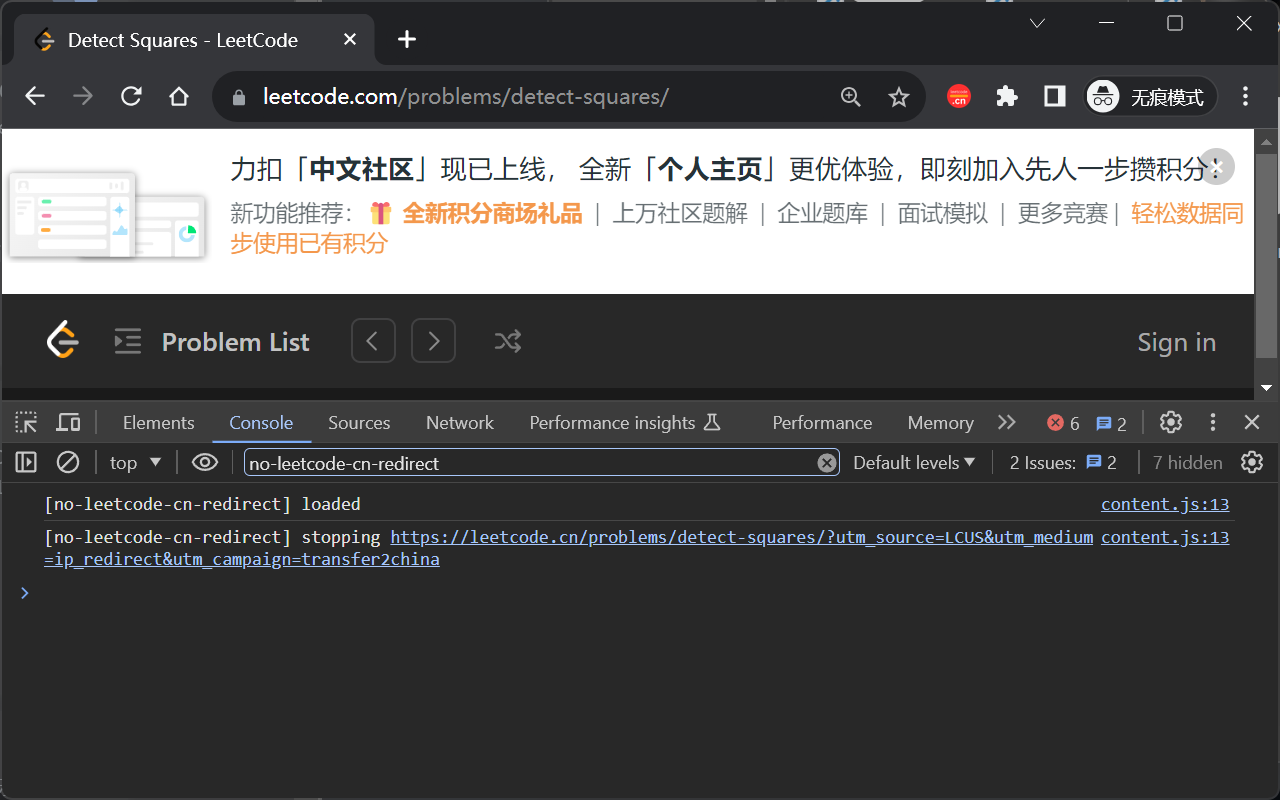 Detect Squares - LeetCode
leetcode.com/problems/detect-squares/
无痕模式
力扣「中文社区」现已上线， 全新「个人主页」更优体验，即刻加入先人一步攒积分！
新功能推荐： 全新积分商场礼品 | 上万社区题解 | 企业题库 | 面试模拟 | 更多竞赛 | 轻松数据同
步使用已有积分
Problem List
Sign in
Elements Console Sources Network Performance insights Performance Memory 6 2
top no-leetcode-cn-redirect Default levels 2 Issues: 2 7 hidden
[no-leetcode-cn-redirect] loaded content.js:13
[no-leetcode-cn-redirect] stopping https://leetcode.cn/problems/detect-squares/?utm_source=LCUS&utm_medium content.js:13
=ip_redirect&utm_campaign=transfer2china